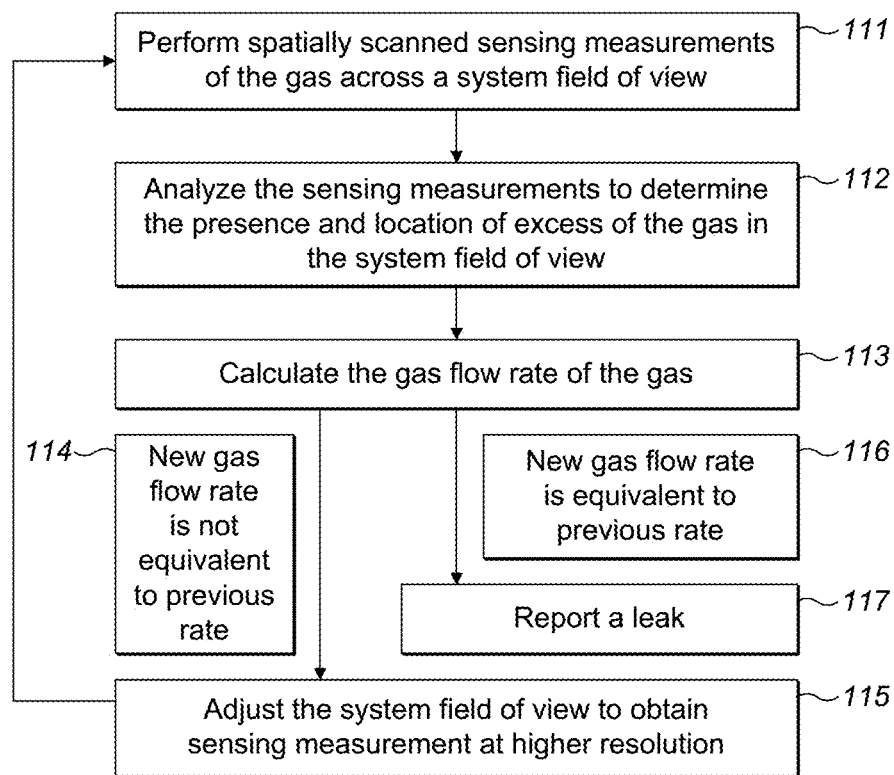 Perform spatially scanned sensing measurements
of the gas across a system field of view
111
Analyze the sensing measurements to determine
the presence and location of excess of the gas in
the system field of view
112
Calculate the gas flow rate of the gas
113
114
New gas
flow rate
is not
equivalent
to previous
rate
New gas flow rate
is equivalent to
previous rate
116
Report a leak
117
Adjust the system field of view to obtain
sensing measurement at higher resolution
115